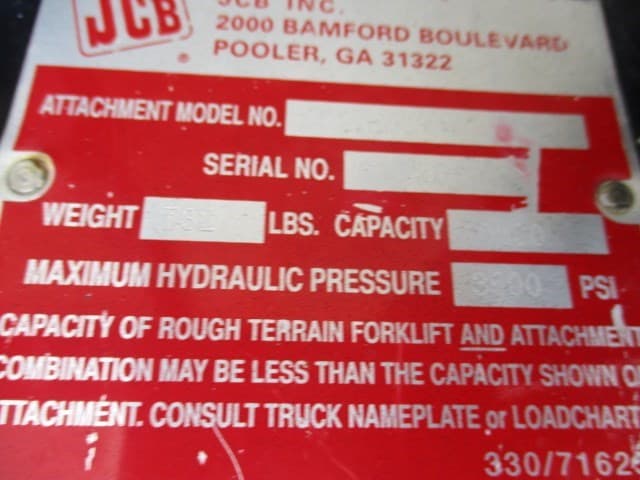 JCB
JCB INC.
2000 BAMFORD BOULEVARD
POOLER, GA 31322
ATTACHMENT MODEL NO.
SERIAL NO.
WEIGHT LBS. CAPACITY
MAXIMUM HYDRAULIC PRESSURE PSI
CAPACITY OF ROUGH TERRAIN FORKLIFT AND ATTACHMENT
COMBINATION MAY BE LESS THAN THE CAPACITY SHOWN
TTACHMENT. CONSULT TRUCK NAMEPLATE or LOADCHART
330/7162